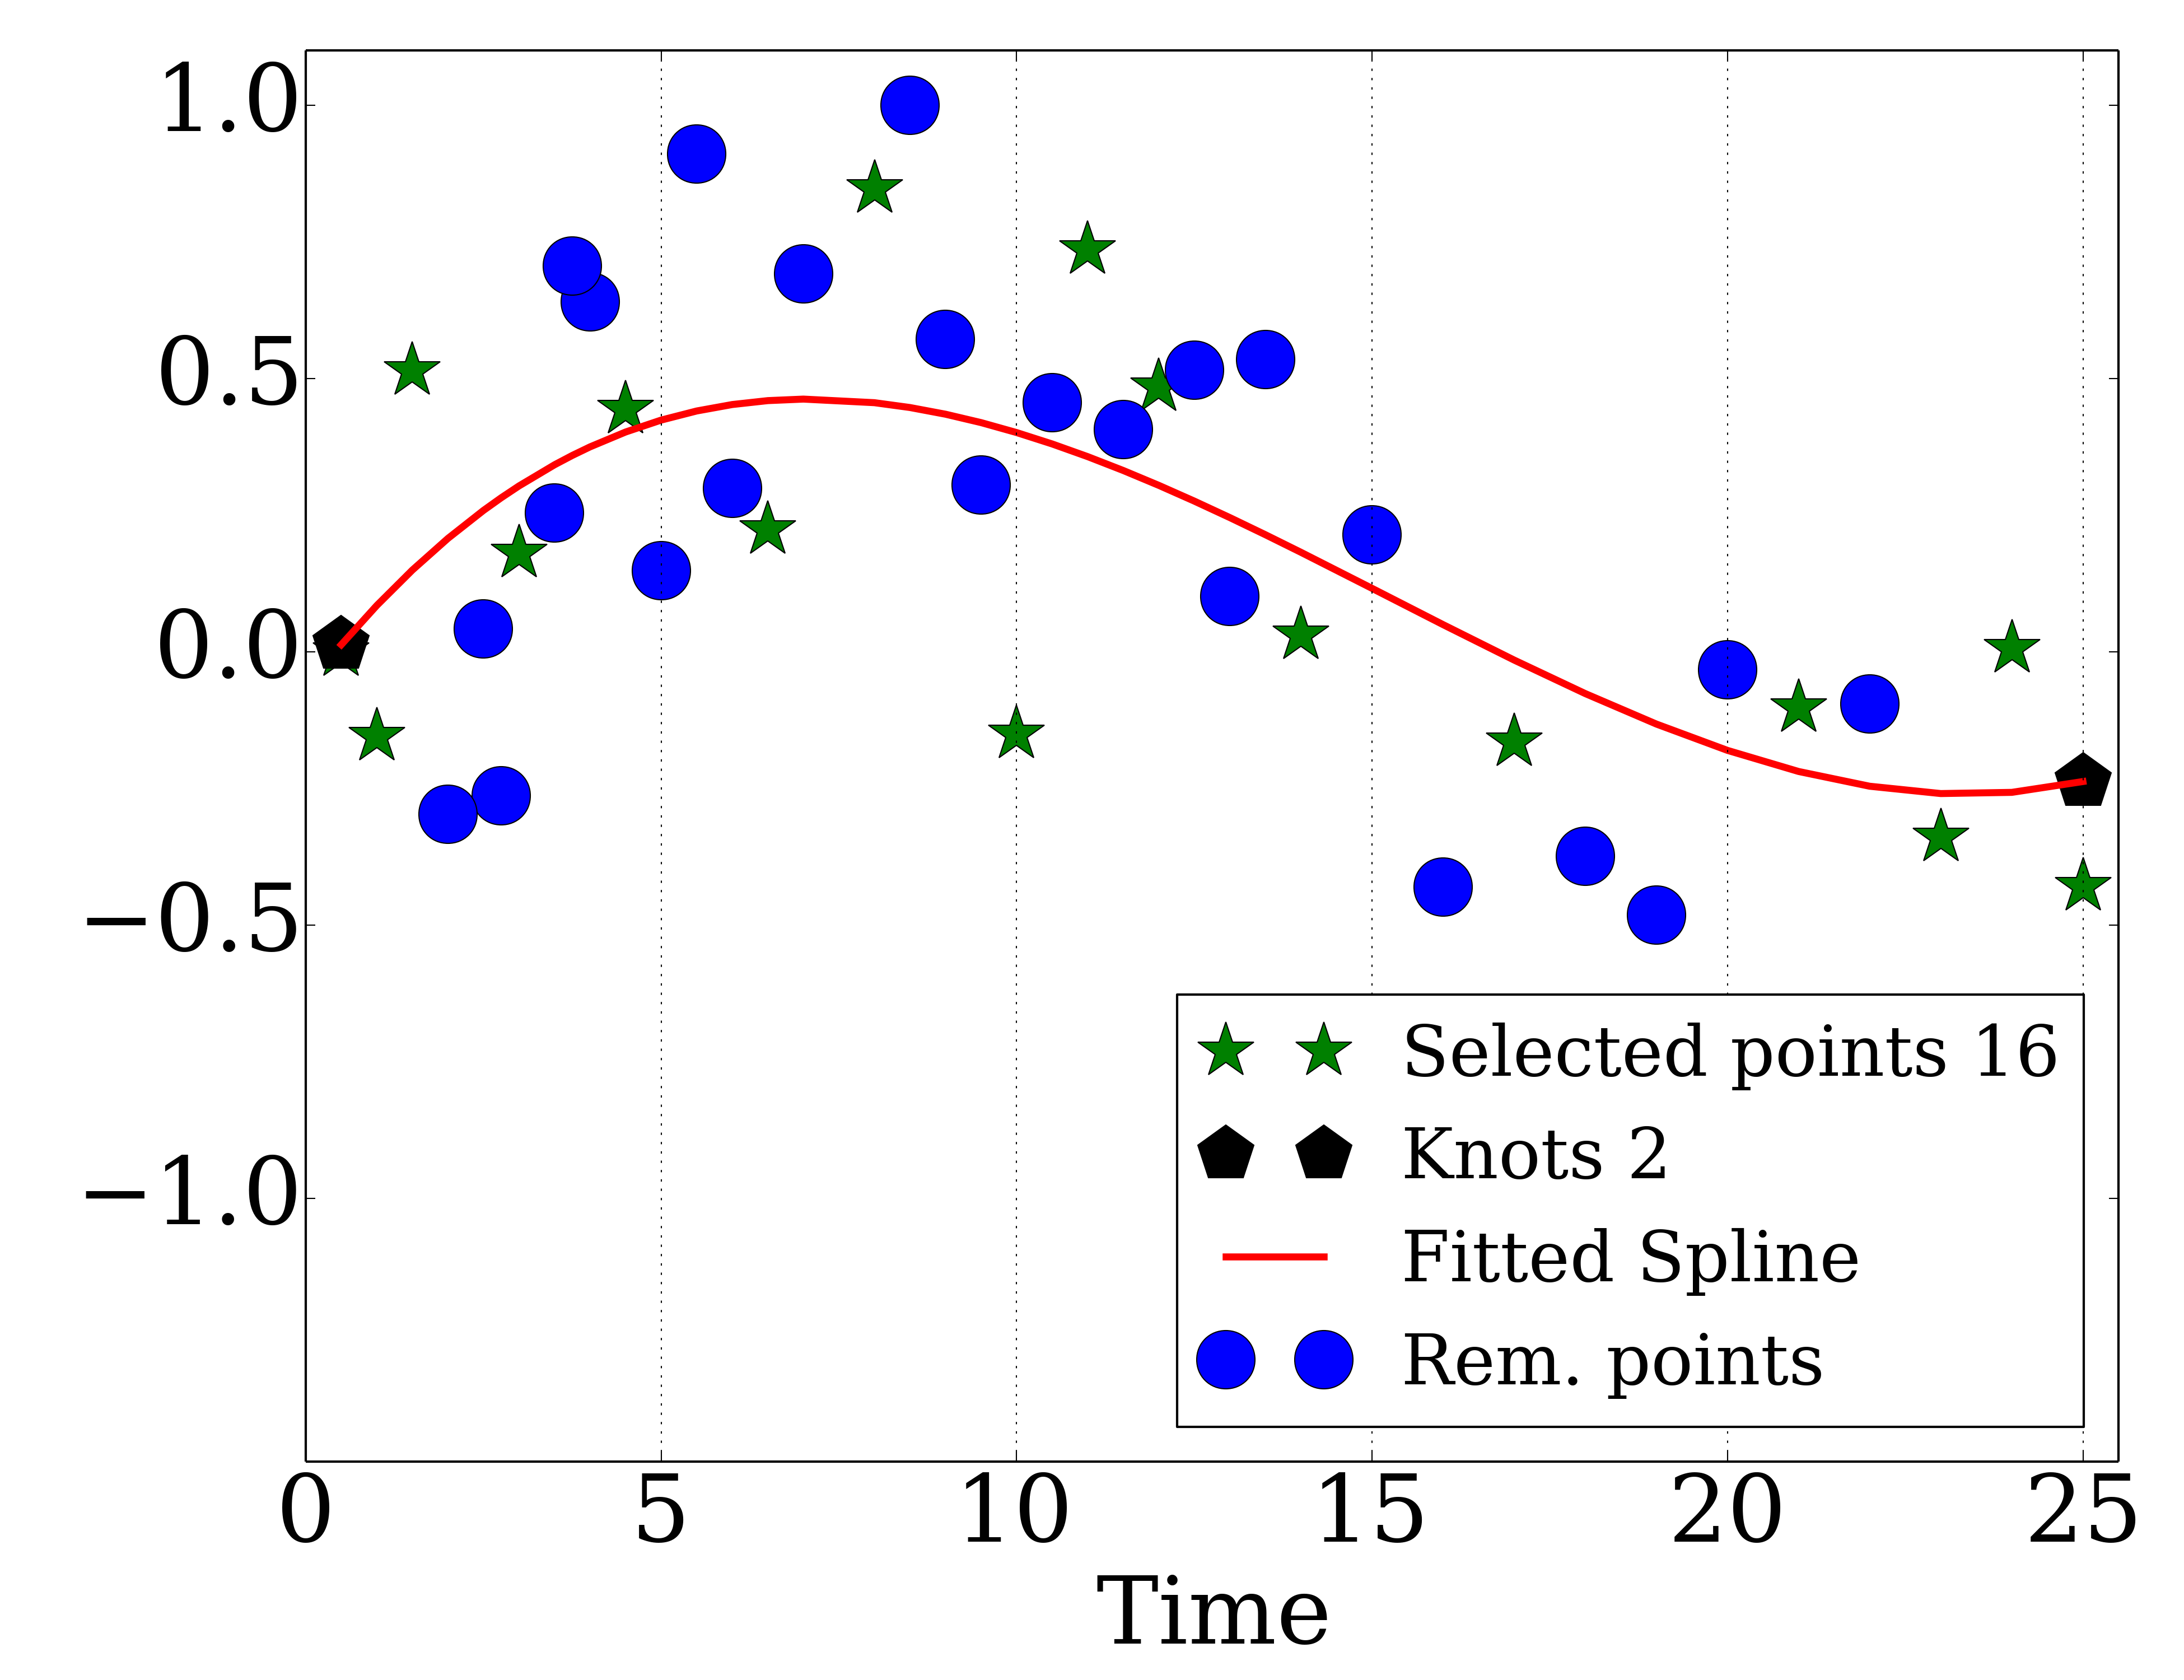 1.0
0.5
0.0
−0.5
−1.0
Selected points 16
Knots 2
Fitted Spline
Rem. points
0 5 10 15 20 25
Time